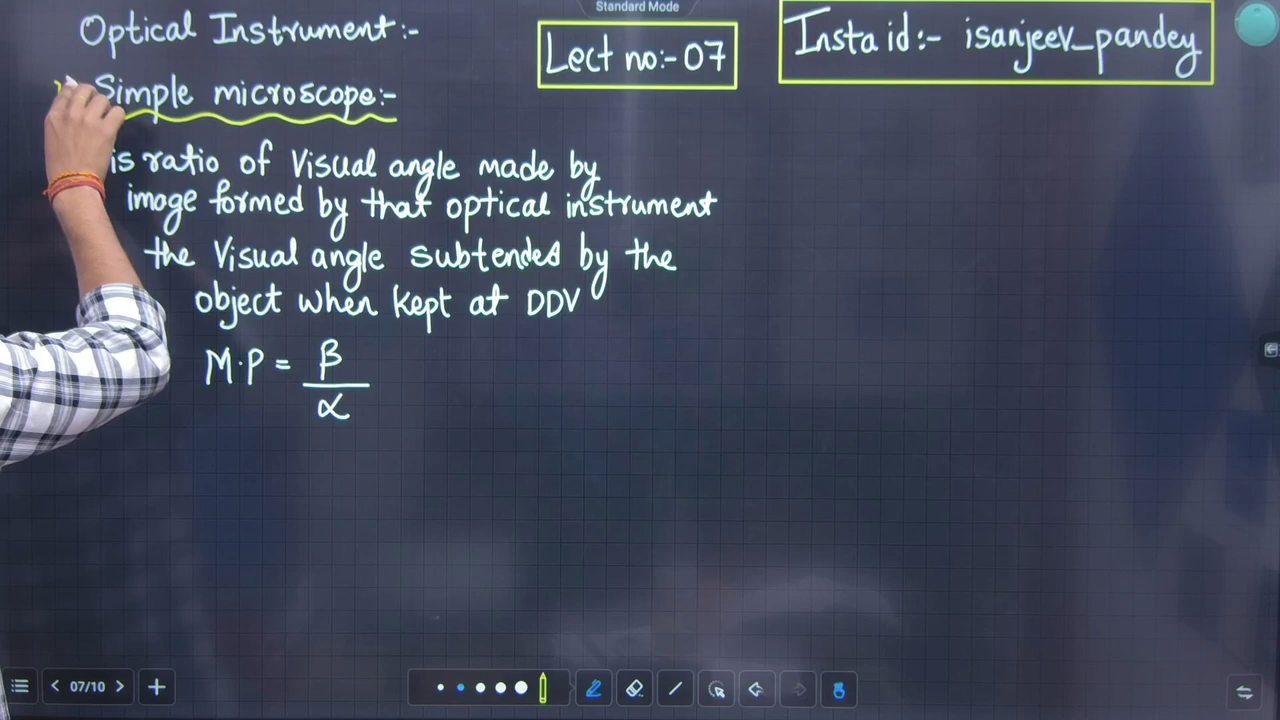 Standard Mode
Optical Instrument:-
Lect no:- 07
Insta id:- isanjeev_pandey
Simple microscope:-
is ratio of Visual angle made by
image formed by that optical instrument
the Visual angle subtended by the
object when kept at DDV
M.P = β
α
07/10